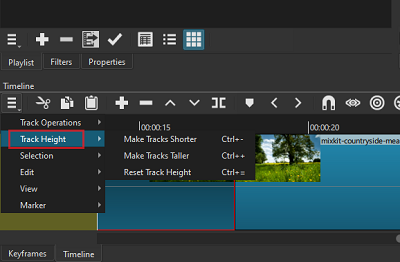 Playlist Filters Properties
Timeline
00:00:15 00:00:20
Track Operations
Track Height
Selection
Edit
View
Marker
Make Tracks Shorter Ctrl+-
Make Tracks Taller Ctrl++
Reset Track Height Ctrl+=
mixkit-countryside-mea
Keyframes Timeline